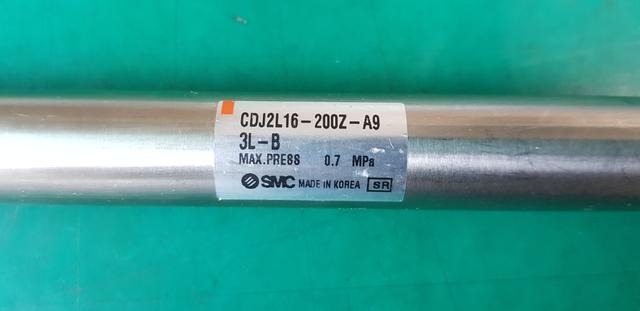 CDJ2L16-200Z-A9
3L-B
MAX.PRESS 0.7 MPa
SMC MADE IN KOREA SR